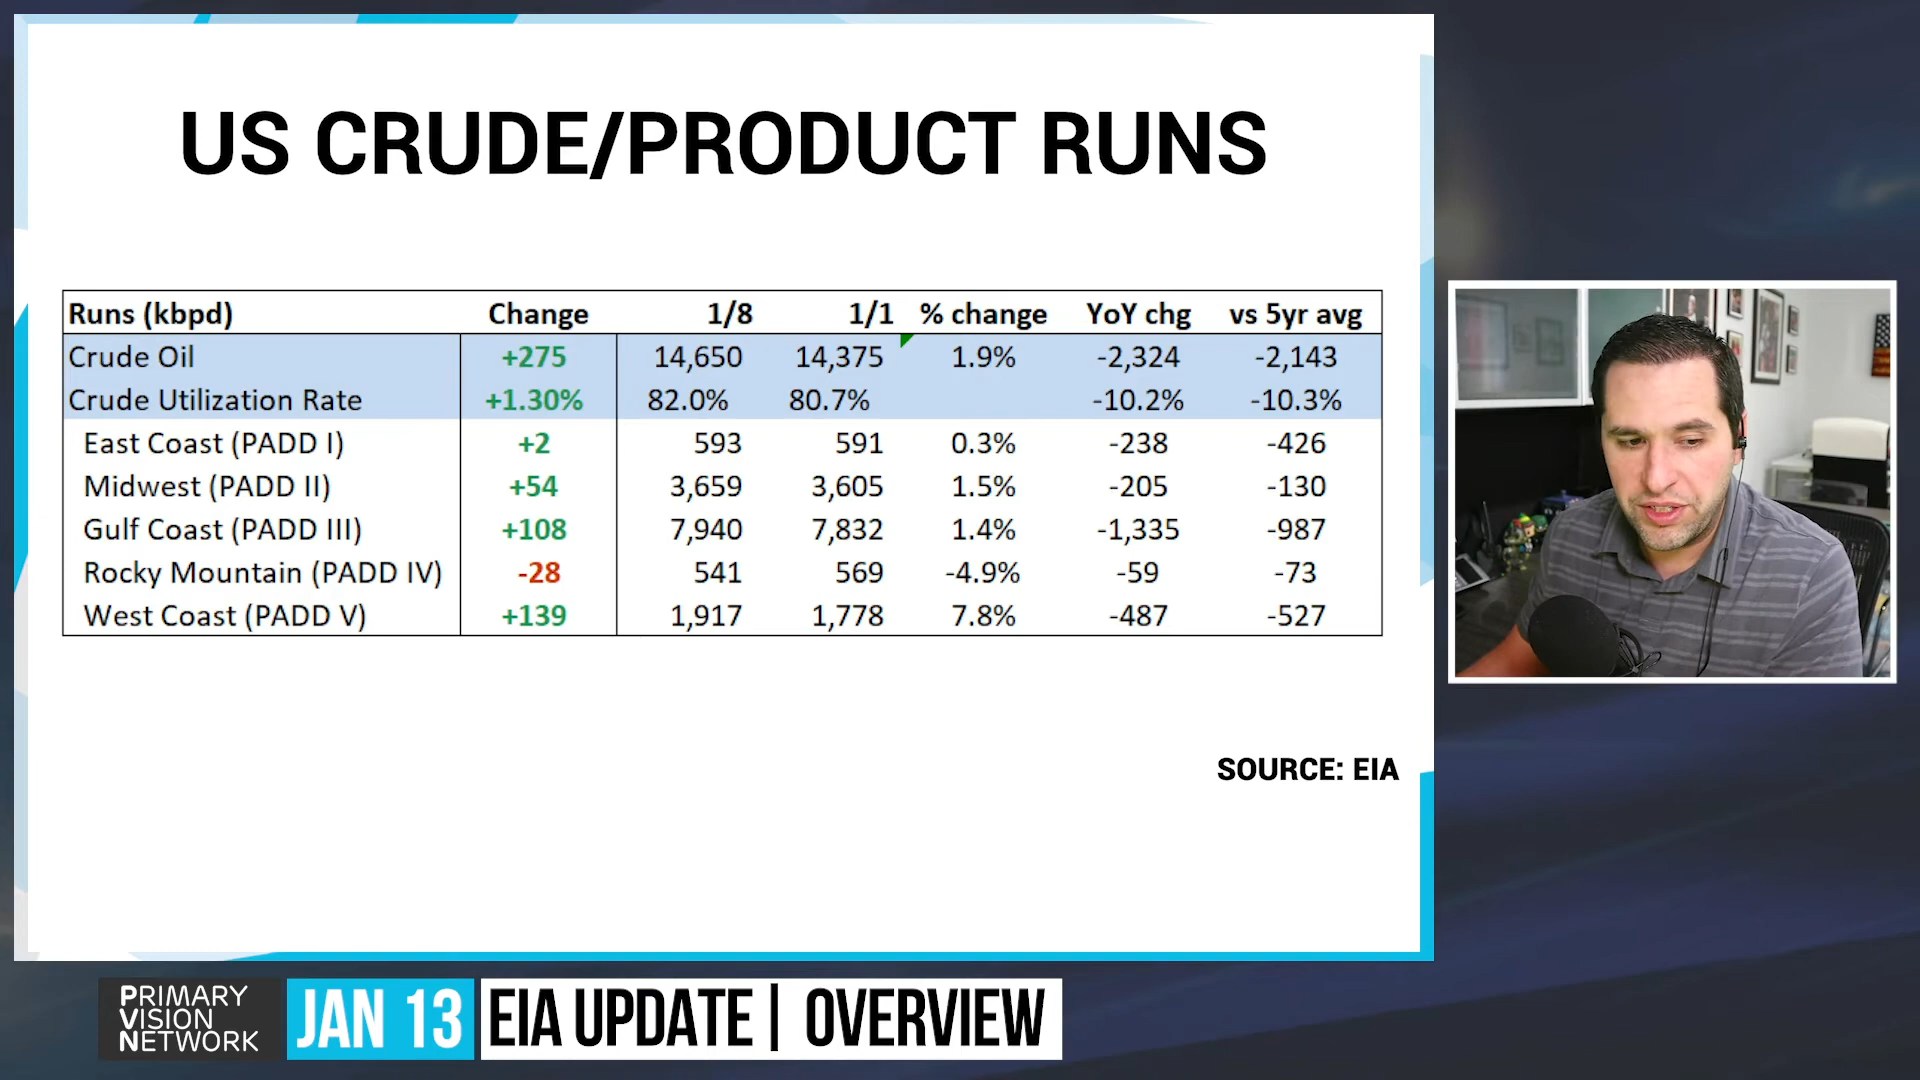 US CRUDE/PRODUCT RUNS
Runs (kbpd) Change 1/8 1/1 % change YoY chg vs 5yr avg
Crude Oil +275 14,650 14,375 1.9% -2,324 -2,143
Crude Utilization Rate +1.30% 82.0% 80.7% -10.2% -10.3%
East Coast (PADD I) +2 593 591 0.3% -238 -426
Midwest (PADD II) +54 3,659 3,605 1.5% -205 -130
Gulf Coast (PADD III) +108 7,940 7,832 1.4% -1,335 -987
Rocky Mountain (PADD IV) -28 541 569 -4.9% -59 -73
West Coast (PADD V) +139 1,917 1,778 7.8% -487 -527
SOURCE: EIA
PRIMARY
VISION
NETWORK
JAN 13
EIA UPDATE | OVERVIEW